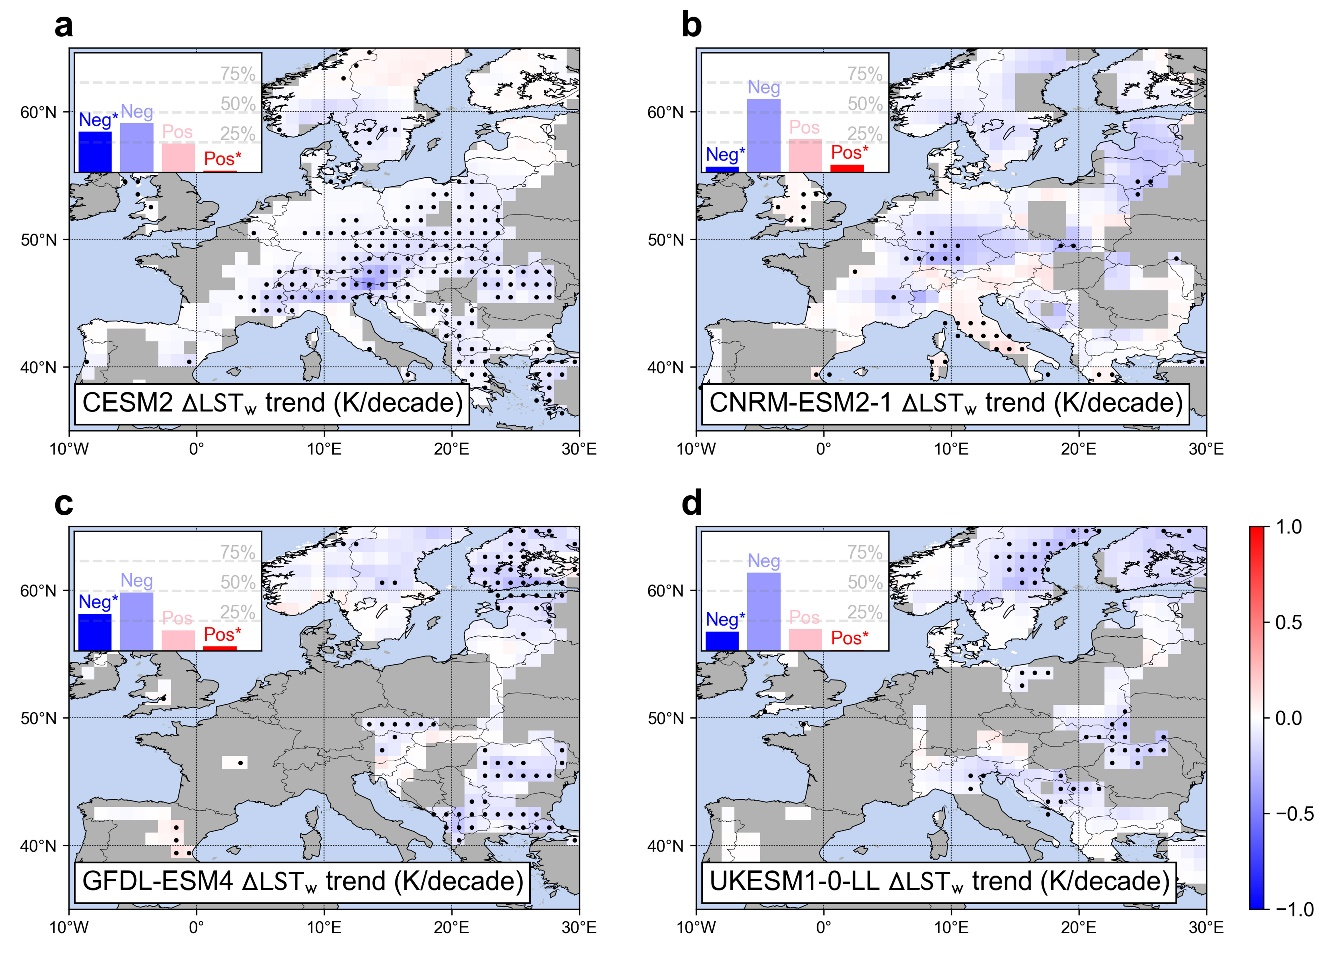 a
75%
50%
25%
Neg*
Neg
Pos
Pos*
60°N
50°N
40°N
CESM2 ΔLSTw trend (K/decade)
10°W
0°
10°E
20°E
30°E
b
75%
50%
25%
Neg*
Neg
Pos
Pos*
60°N
50°N
40°N
CNRM-ESM2-1 ΔLSTw trend (K/decade)
10°W
0°
10°E
20°E
30°E
c
75%
50%
25%
Neg*
Neg
Pos
Pos*
60°N
50°N
40°N
GFDL-ESM4 ΔLSTw trend (K/decade)
10°W
0°
10°E
20°E
30°E
d
75%
50%
25%
Neg*
Neg
Pos
Pos*
60°N
50°N
40°N
UKESM1-0-LL ΔLSTw trend (K/decade)
10°W
0°
10°E
20°E
30°E
1.0
0.5
0.0
−0.5
−1.0